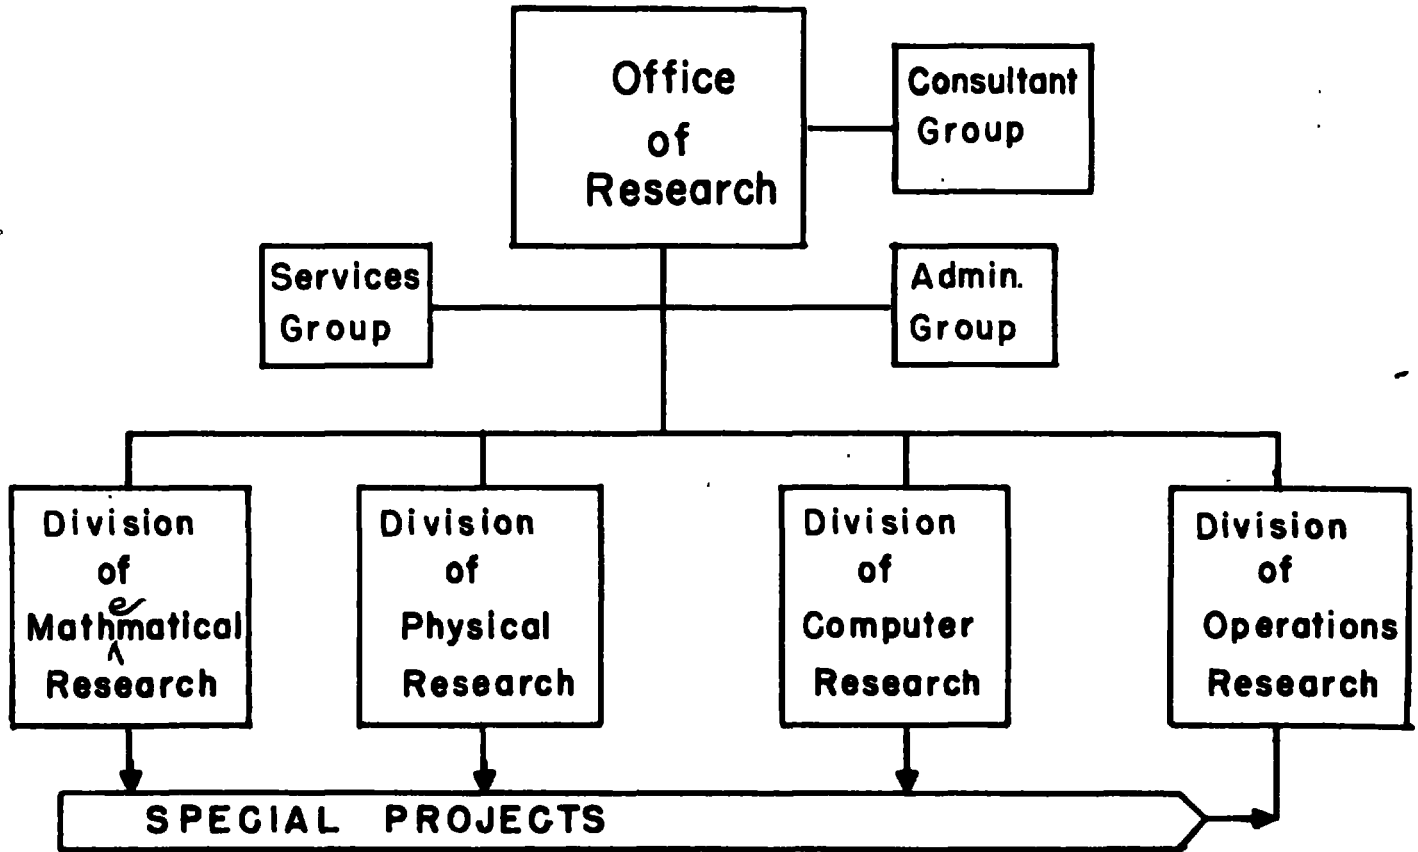 Office
of
Research
Consultant
Group
Services
Group
Admin.
Group
Division
of
Mathematical
Research
Division
of
Physical
Research
Division
of
Computer
Research
Division
of
Operations
Research
SPECIAL PROJECTS